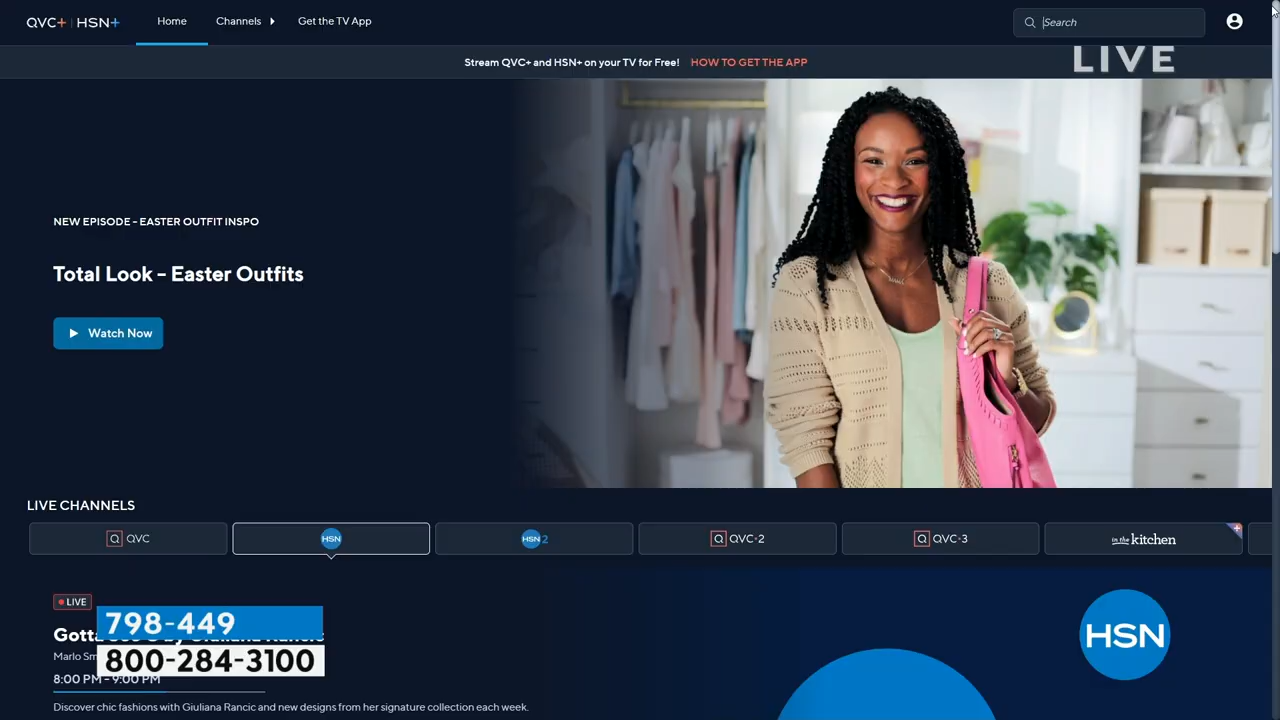 QVC+ | HSN+
Home
Channels
Get the TV App
Search
Stream QVC+ and HSN+ on your TV for Free!
HOW TO GET THE APP
LIVE
NEW EPISODE - EASTER OUTFIT INSPO
Total Look - Easter Outfits
Watch Now
LIVE CHANNELS
QVC
HSN
HSN 2
QVC-2
QVC-3
in the kitchen
LIVE
798-449
Gotta
Giuliana Rancic
Marlo
800-284-3100
8:00 PM - 9:00 PM
Discover chic fashions with Giuliana Rancic and new designs from her signature collection each week.
HSN